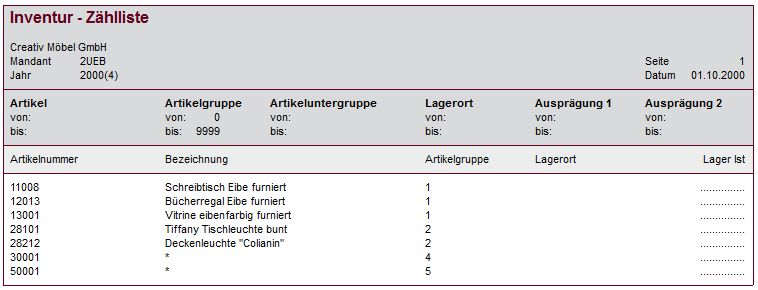 Inventur - Zählliste
Creativ Möbel GmbH
Mandant 2UEB Seite 1
Jahr 2000(4) Datum 01.10.2000
Artikel Artikelgruppe Artikeluntergruppe Lagerort Ausprägung 1 Ausprägung 2
von: von: 0 von: von: von: von:
bis: bis: 9999 bis: bis: bis: bis:
Artikelnummer Bezeichnung Artikelgruppe Lagerort Lager Ist
11008 Schreibtisch Eibe furniert 1 ...............
12013 Bücherregal Eibe furniert 1 ...............
13001 Vitrine eibenfarbig furniert 1 ...............
28101 Tiffany Tischleuchte bunt 2 ...............
28212 Deckenleuchte "Colianin" 2 ...............
30001 * 4 ...............
50001 * 5 ...............